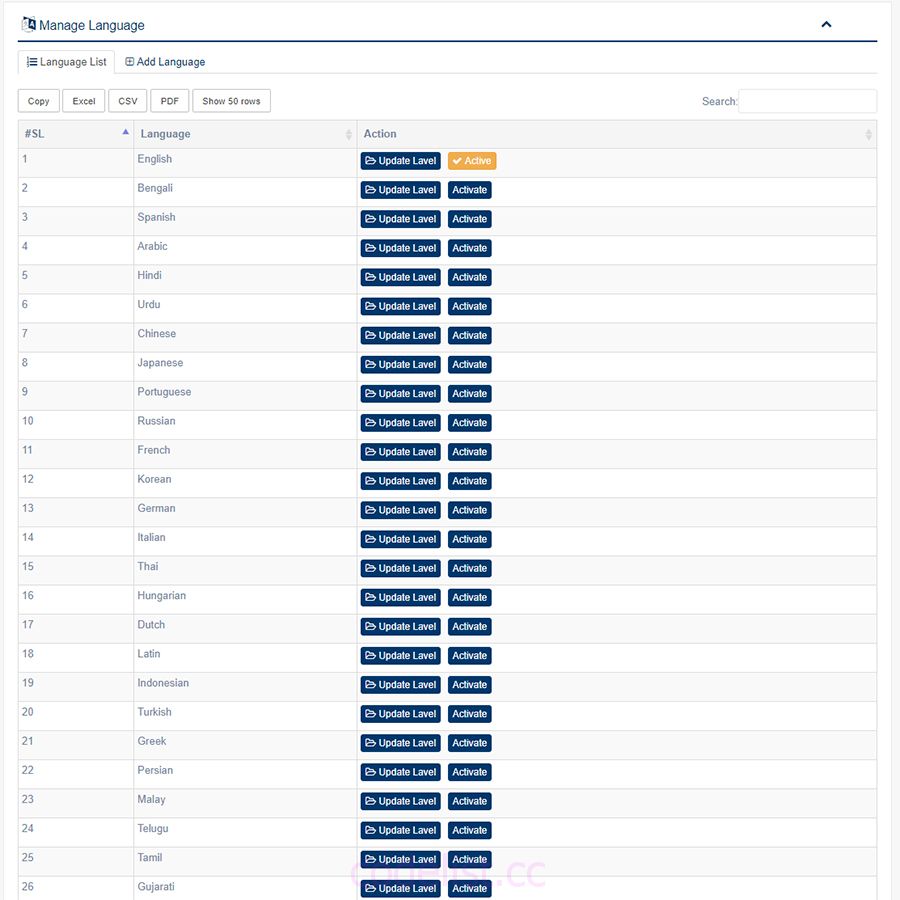 Manage Language
Language List Add Language
Copy Excel CSV PDF Show 50 rows Search:
#SL Language Action
1 English Update Lavel Active
2 Bengali Update Lavel Activate
3 Spanish Update Lavel Activate
4 Arabic Update Lavel Activate
5 Hindi Update Lavel Activate
6 Urdu Update Lavel Activate
7 Chinese Update Lavel Activate
8 Japanese Update Lavel Activate
9 Portuguese Update Lavel Activate
10 Russian Update Lavel Activate
11 French Update Lavel Activate
12 Korean Update Lavel Activate
13 German Update Lavel Activate
14 Italian Update Lavel Activate
15 Thai Update Lavel Activate
16 Hungarian Update Lavel Activate
17 Dutch Update Lavel Activate
18 Latin Update Lavel Activate
19 Indonesian Update Lavel Activate
20 Turkish Update Lavel Activate
21 Greek Update Lavel Activate
22 Persian Update Lavel Activate
23 Malay Update Lavel Activate
24 Telugu Update Lavel Activate
25 Tamil Update Lavel Activate
26 Gujarati Update Lavel Activate